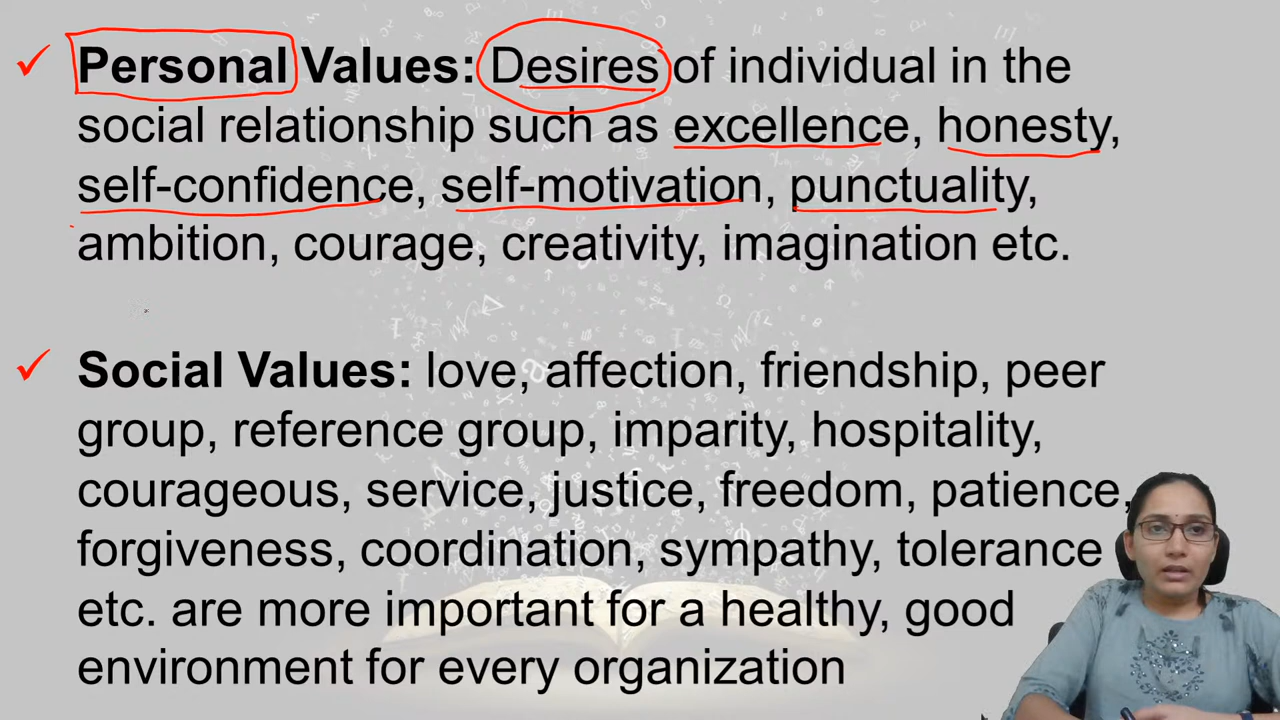 Personal Values: Desires of individual in the
social relationship such as excellence, honesty,
self-confidence, self-motivation, punctuality,
ambition, courage, creativity, imagination etc.
Social Values: love, affection, friendship, peer
group, reference group, imparity, hospitality,
courageous, service, justice, freedom, patience,
forgiveness, coordination, sympathy, tolerance
etc. are more important for a healthy, good
environment for every organization